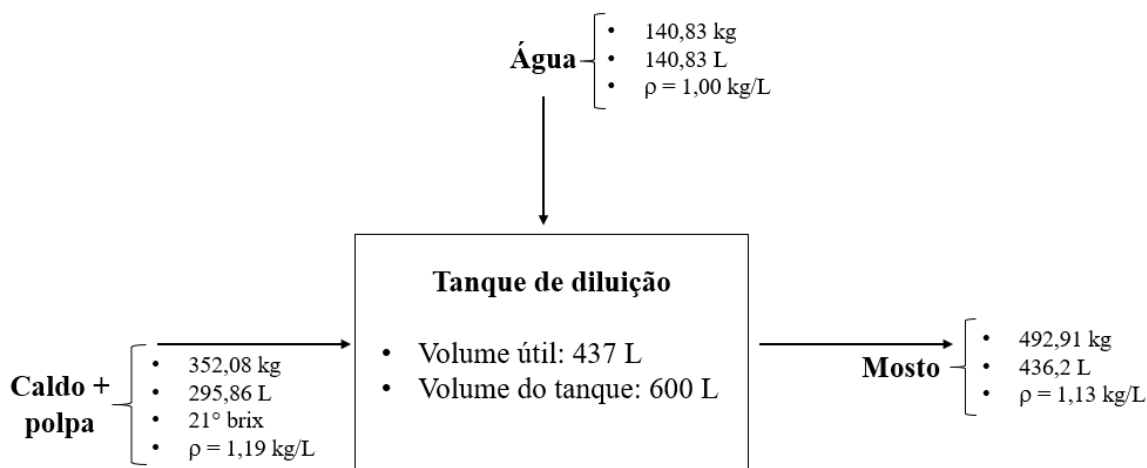 Água
• 140,83 kg
• 140,83 L
• ρ = 1,00 kg/L
Tanque de diluição
• Volume útil: 437 L
• Volume do tanque: 600 L
Caldo +
polpa
• 352,08 kg
• 295,86 L
• 21° brix
• ρ = 1,19 kg/L
Mosto
• 492,91 kg
• 436,2 L
• ρ = 1,13 kg/L